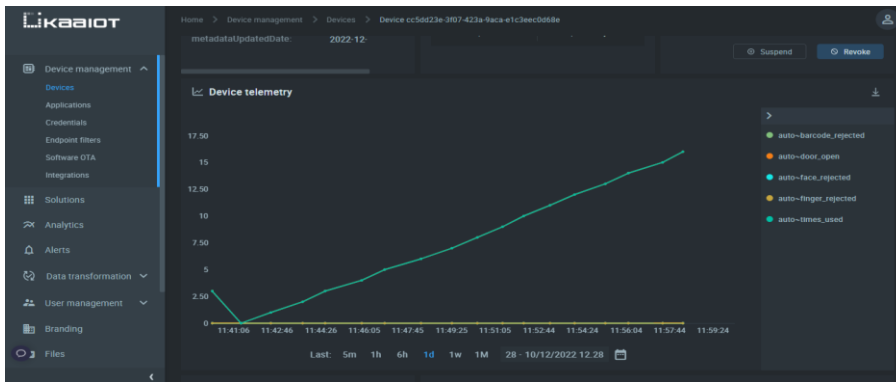 KaaIoT
Home > Device management > Devices > Device cc5dd23e-3f07-423a-9aca-e1c3eec0d68e
metadataUpdatedDate: 2022-12-
Suspend
Revoke
Device management
Devices
Applications
Credentials
Endpoint filters
Software OTA
Integrations
Solutions
Analytics
Alerts
Data transformation
User management
Branding
Files
Device telemetry
17.50
15
12.50
10
7.50
5
2.50
0
11:41:06 11:42:46 11:44:26 11:46:05 11:47:45 11:49:25 11:51:05 11:52:44 11:54:24 11:56:04 11:57:44 11:59:24
Last: 5m 1h 6h 1d 1w 1M 28 - 10/12/2022 12.28
auto~barcode_rejected
auto~door_open
auto~face_rejected
auto~finger_rejected
auto~times_used